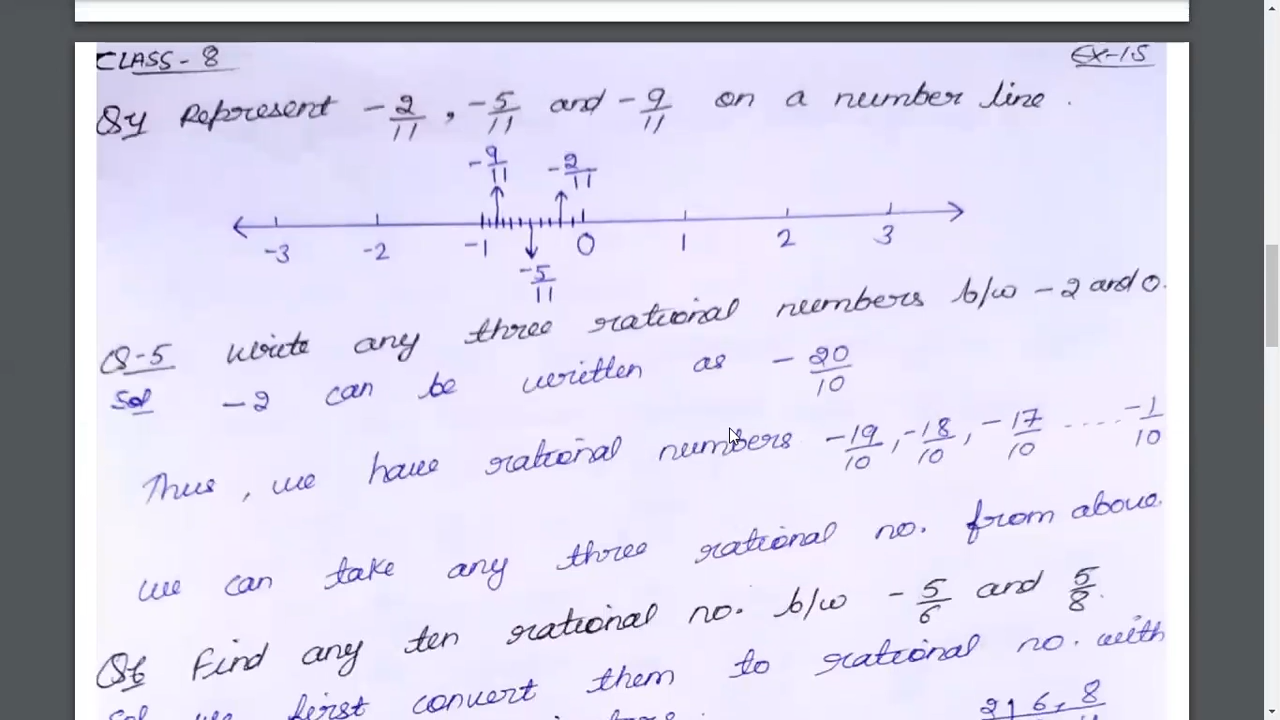 CLASS - 8
EX-15
Q4 Represent -2/11, -5/11 and -9/11 on a number line.
-9/11 -2/11
-3 -2 -1 0 1 2 3
-5/11
Q-5 Write any three rational numbers b/w -2 and 0.
Sol -2 can be written as -20/10
Thus, we have rational numbers -19/10, -18/10, -17/10 ..... -1/10
we can take any three rational no. from above.
Q6 Find any ten rational no. b/w -5/6 and 5/8.
Sol we first convert them to rational no. with
2 | 6, 8